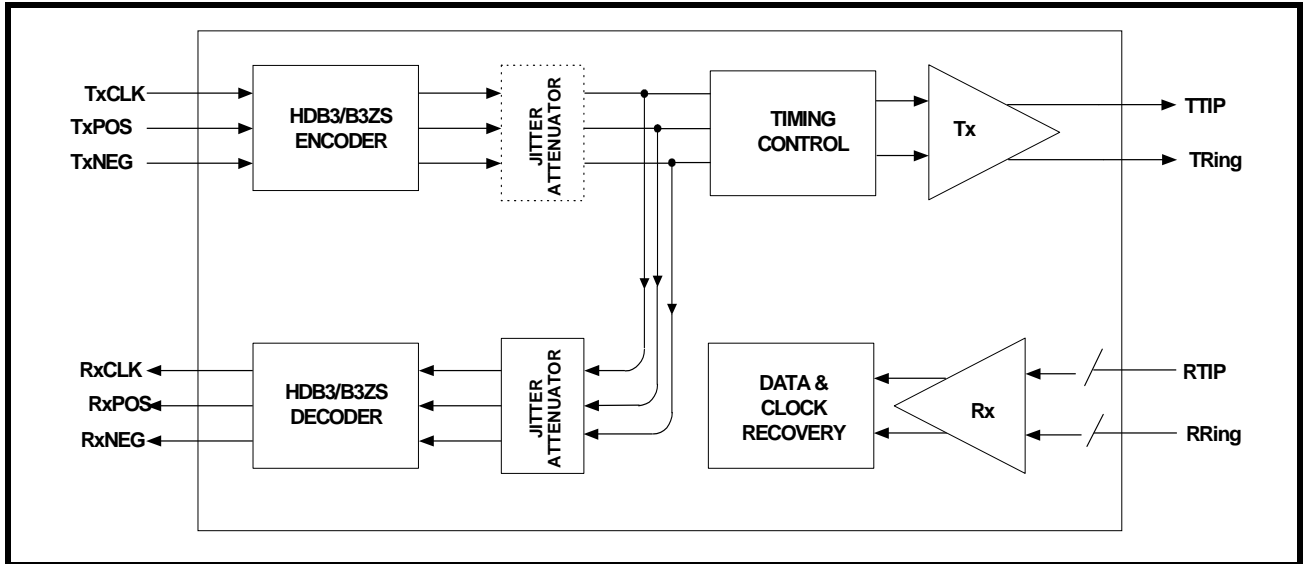 TxCLK
TxPOS
TxNEG
HDB3/B3ZS
ENCODER
JITTER
ATTENUATOR
TIMING
CONTROL
Tx
TTIP
TRing
RxCLK
RxPOS
RxNEG
HDB3/B3ZS
DECODER
JITTER
ATTENUATOR
DATA &
CLOCK
RECOVERY
Rx
RTIP
RRing